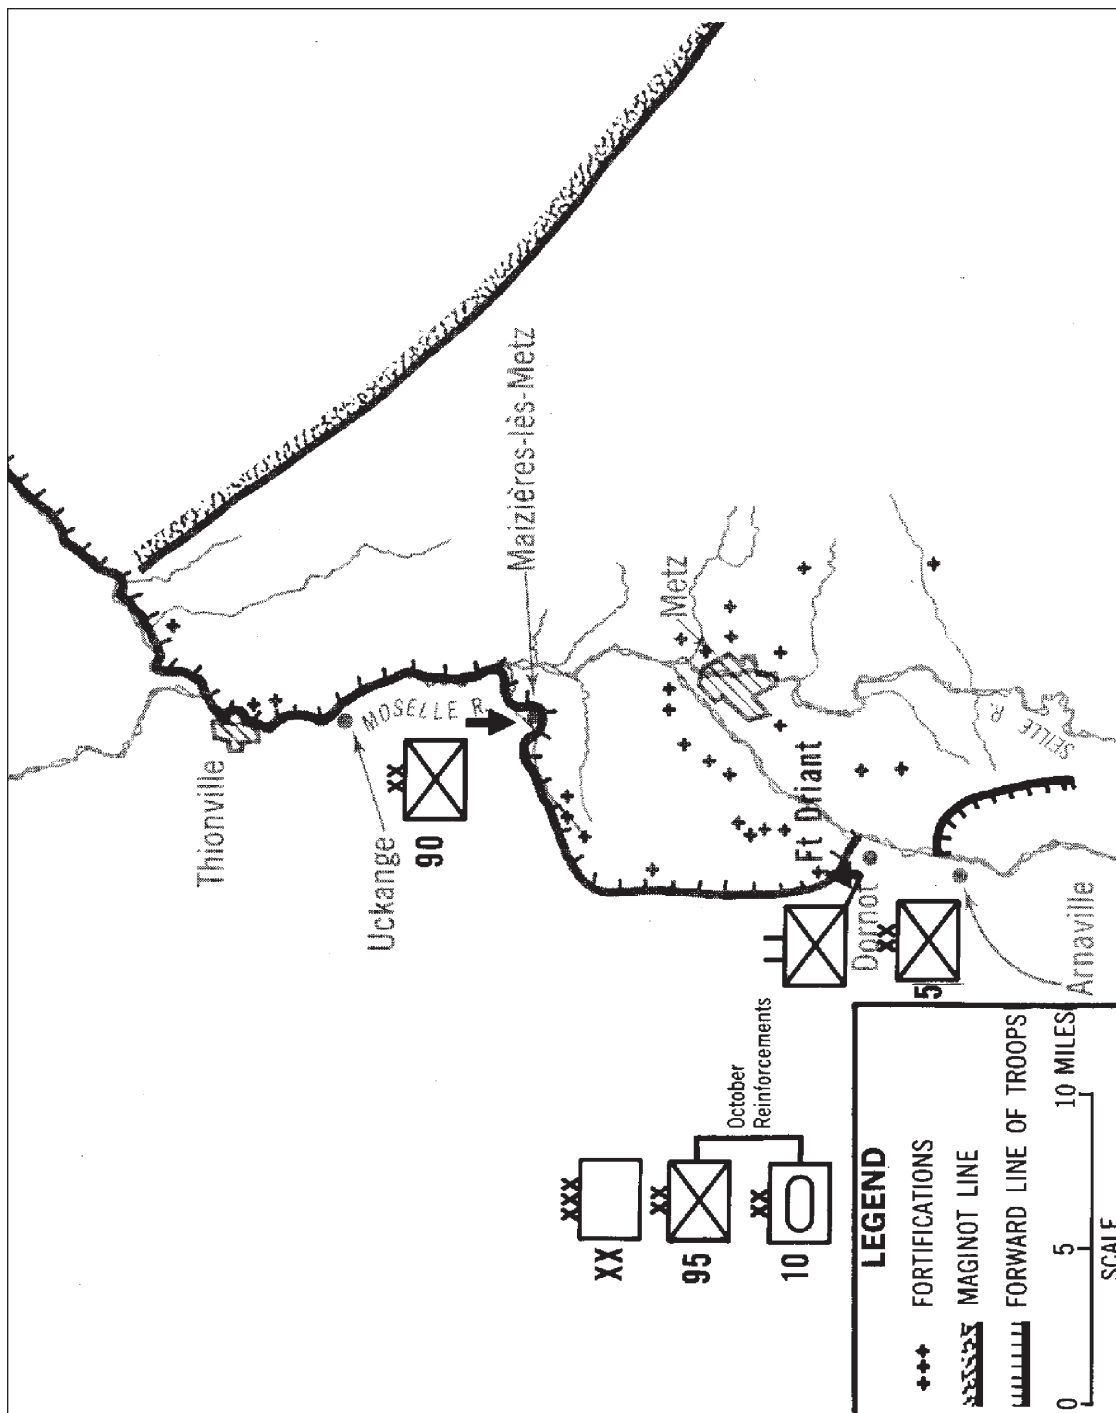 Thionville
Uckange
MOSELLE R.
XX
90
Maizières-lès-Metz
Metz
Ft Driant
Dornot
XX
5
Arnaville
SEILLE R.
XXX
XX
XX
95
XX
10
October
Reinforcements
LEGEND
+++ FORTIFICATIONS
MAGINOT LINE
FORWARD LINE OF TROOPS
0 5 10 MILES
SCALE